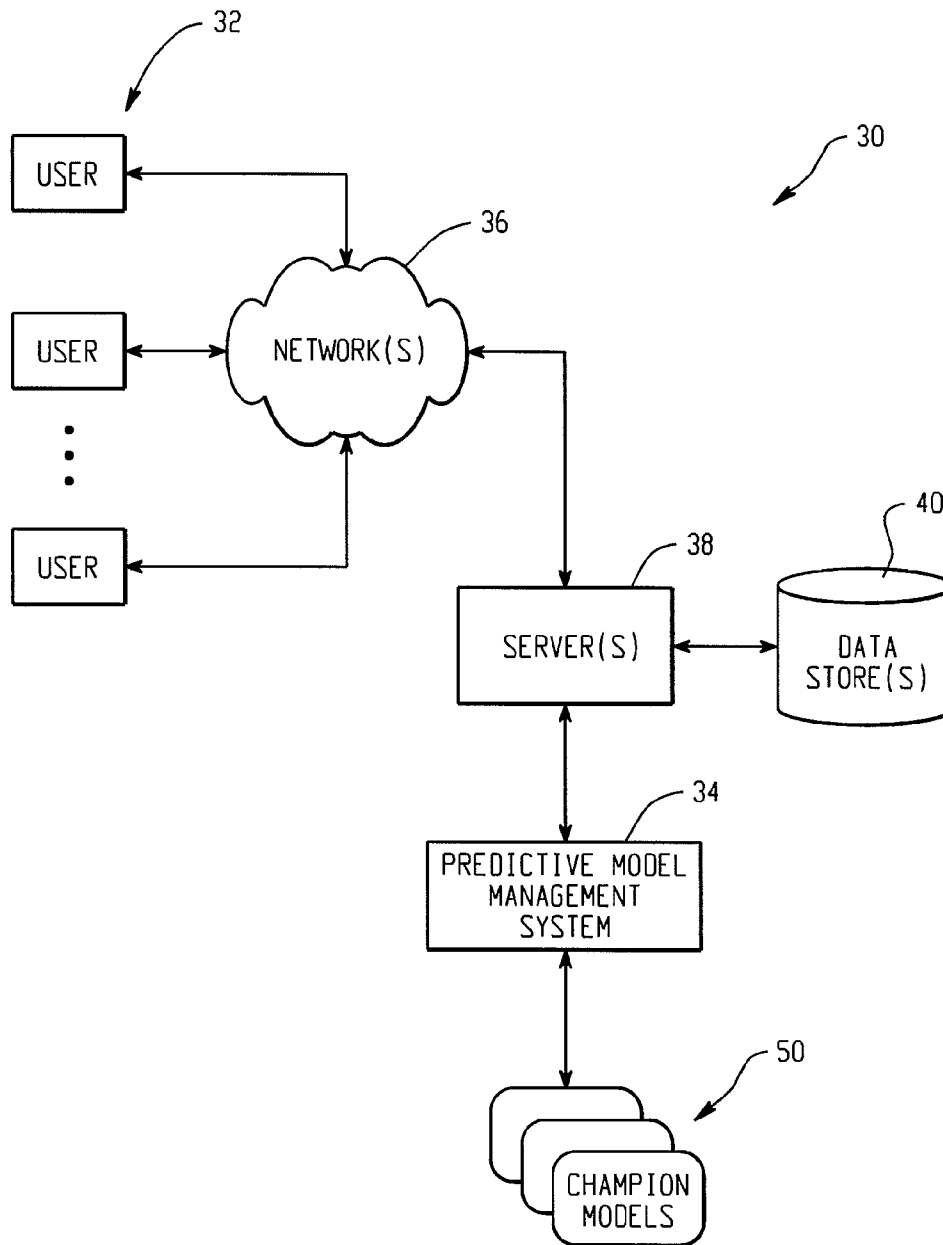 32
USER
30
36
USER
NETWORK(S)
USER
38
40
SERVER(S)
DATA
STORE(S)
34
PREDICTIVE MODEL
MANAGEMENT
SYSTEM
50
CHAMPION
MODELS